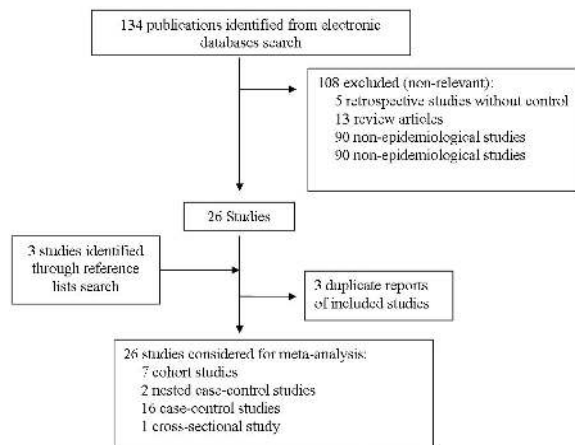 134 publications identified from electronic
databases search
108 excluded (non-relevant):
5 retrospective studies without control
13 review articles
90 non-epidemiological studies
90 non-epidemiological studies
26 Studies
3 studies identified
through reference
lists search
3 duplicate reports
of included studies
26 studies considered for meta-analysis:
7 cohort studies
2 nested case-control studies
16 case-control studies
1 cross-sectional study